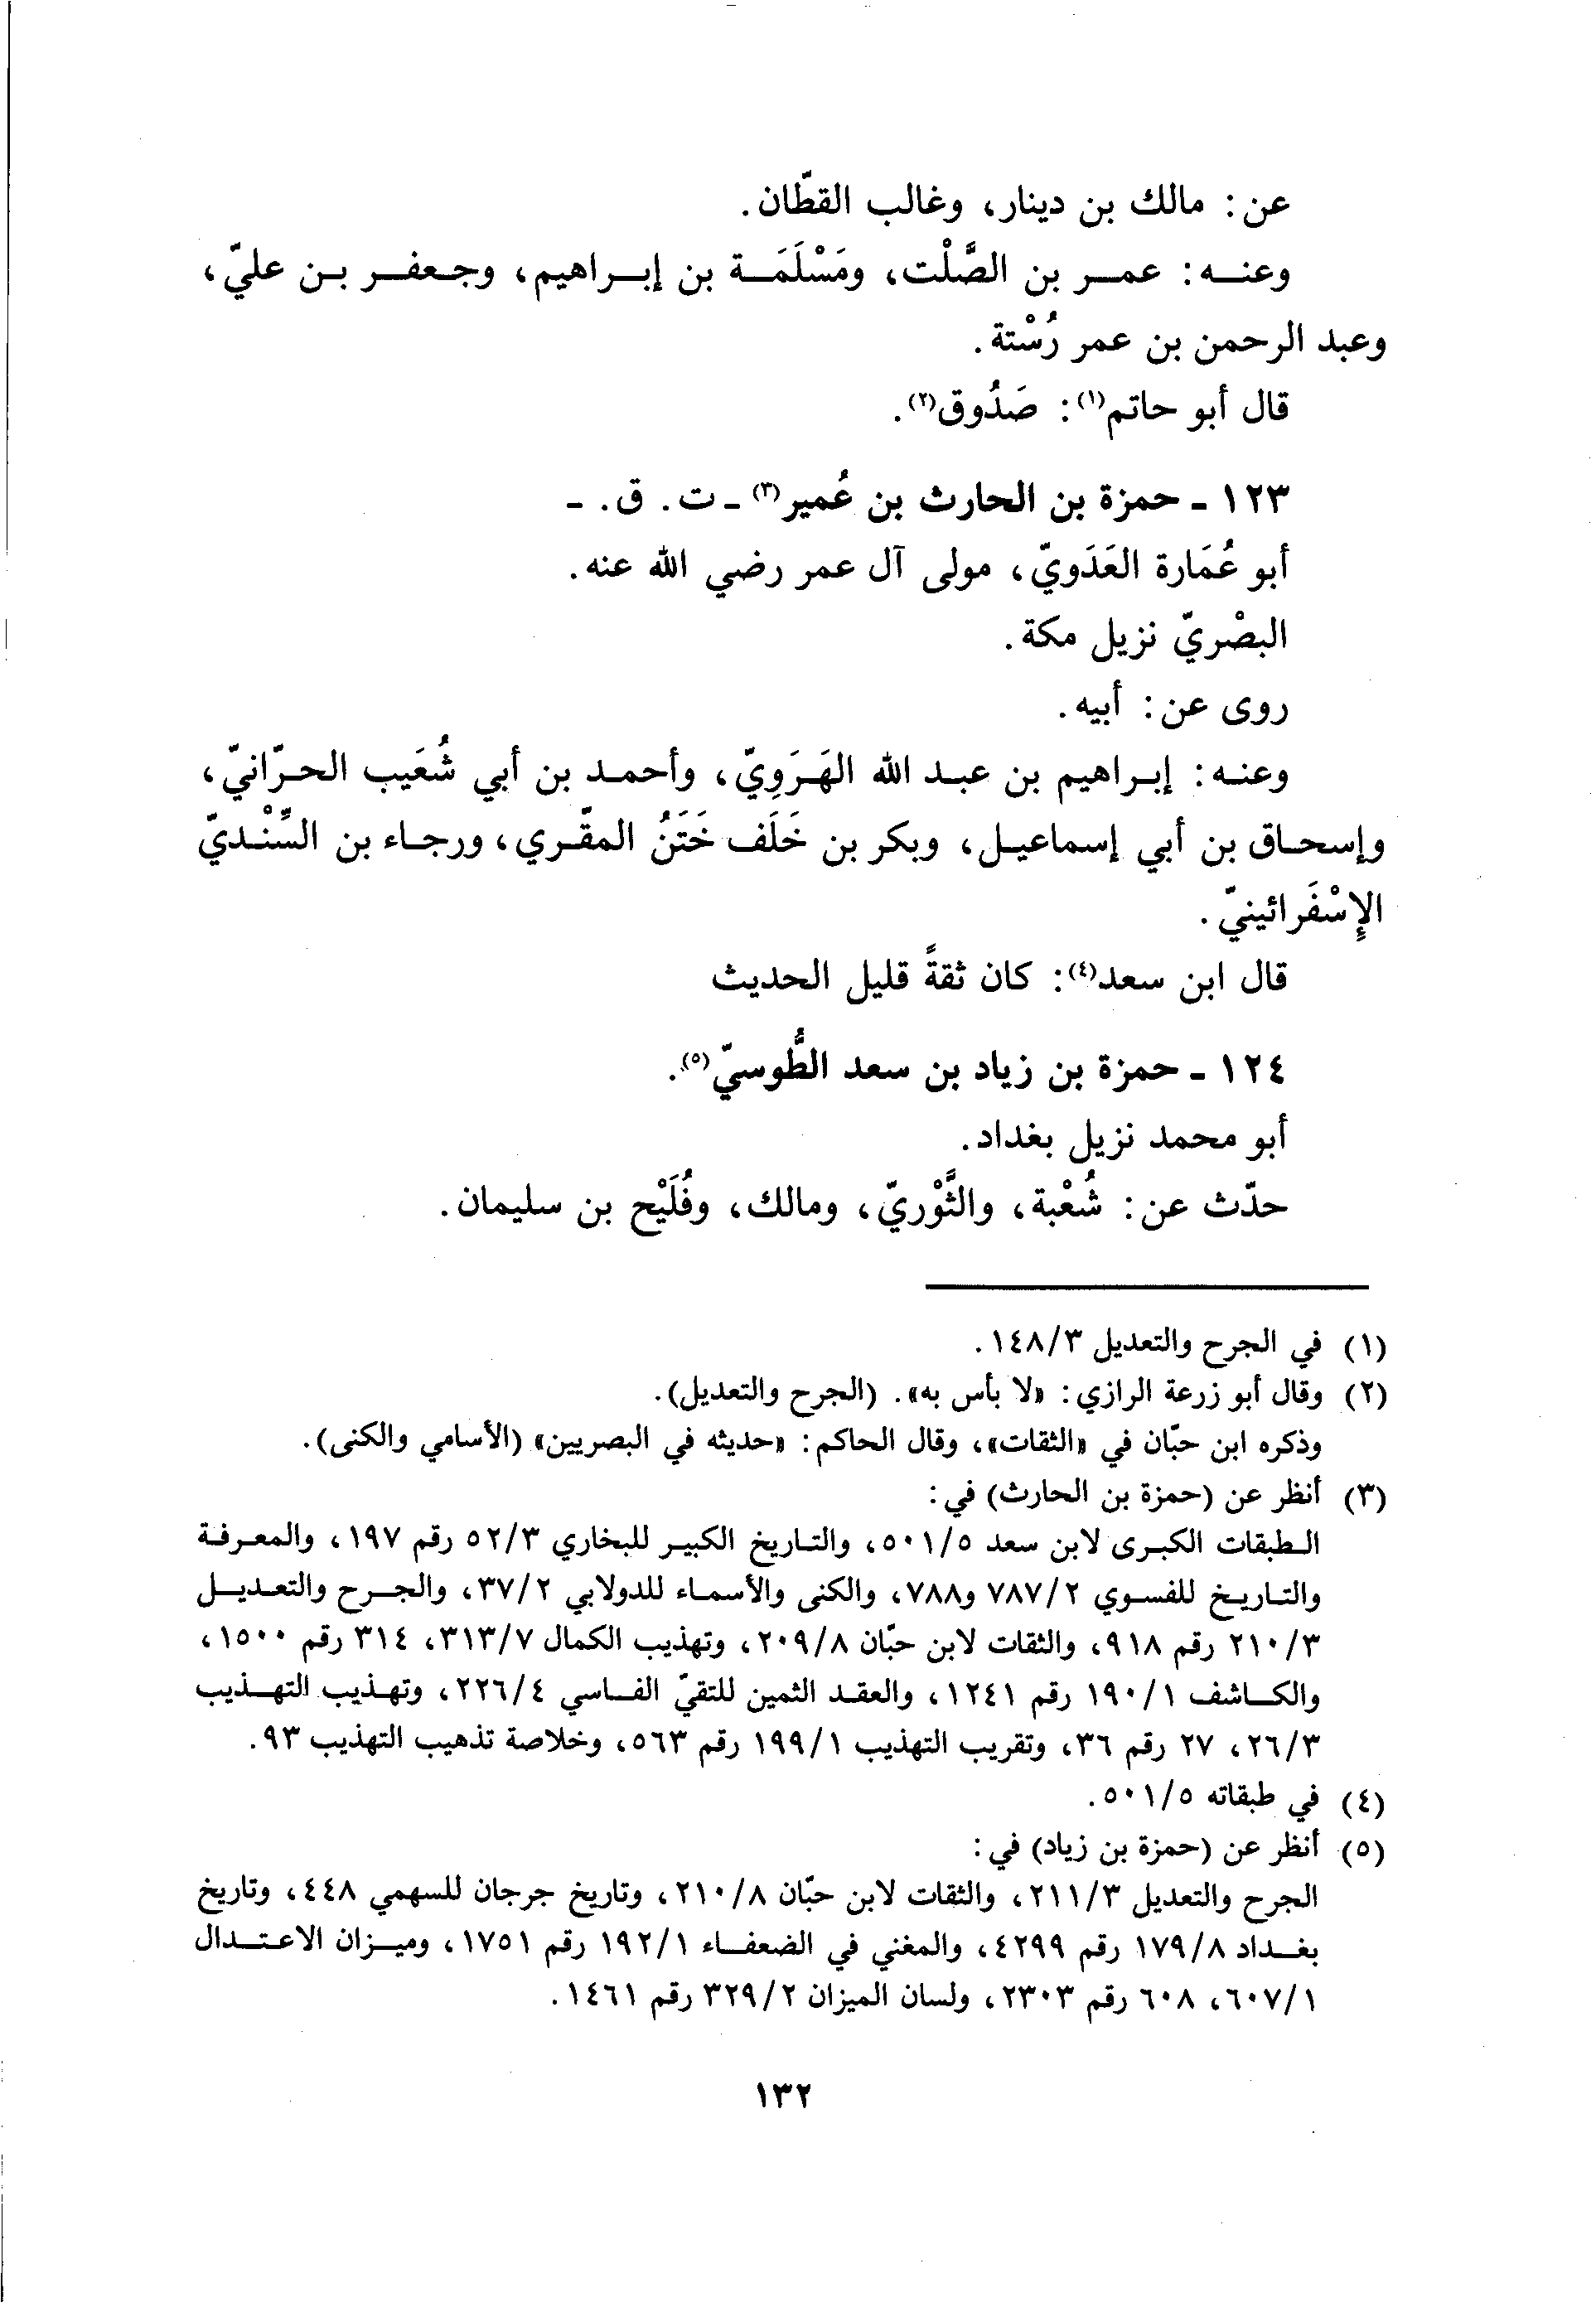 عن: مالك بن دينار، وغالب القطّان.
وعنه: عمر بن الصَّلْت، ومَسْلَمَة بن إبراهيم، وجعفر بن عليّ،
وعبد الرحمن بن عمر رُسْتة.
قال أبو حاتم(١): صَدُوق(٢).
١٢٣ - حمزة بن الحارث بن عُمير(٣) - ت. ق. -
أبو عُمَارة العَدَويّ، مولى آل عمر رضي الله عنه.
البصْريّ نزيل مكة.
روى عن: أبيه.
وعنه: إبراهيم بن عبد الله الهَرَوِيّ، وأحمد بن أبي شُعَيب الحرّانيّ،
وإسحاق بن أبي إسماعيل، وبكر بن خَلَف خَتَنُ المقّري، ورجاء بن السِّنْديّ
الإِسْفَرائينيّ.
قال ابن سعد(٤): كان ثقةً قليل الحديث
١٢٤ - حمزة بن زياد بن سعد الطُّوسيّ(٥).
أبو محمد نزيل بغداد.
حدّث عن: شُعْبة، والثَّوْريّ، ومالك، وفُلَيْح بن سليمان.
(١) في الجرح والتعديل ١٤٨/٣.
(٢) وقال أبو زرعة الرازي: «لا بأس به». (الجرح والتعديل).
وذكره ابن حبّان في «الثقات»، وقال الحاكم: «حديثه في البصريين» (الأسامي والكنى).
(٣) أنظر عن (حمزة بن الحارث) في:
الطبقات الكبرى لابن سعد ٥٠١/٥، والتاريخ الكبير للبخاري ٥٢/٣ رقم ١٩٧، والمعرفة
والتاريخ للفسوي ٧٨٧/٢ و٧٨٨، والكنى والأسماء للدولابي ٣٧/٢، والجرح والتعديل
٢١٠/٣ رقم ٩١٨، والثقات لابن حبّان ٢٠٩/٨، وتهذيب الكمال ٣١٣/٧، ٣١٤ رقم ١٥٠٠،
والكاشف ١٩٠/١ رقم ١٢٤١، والعقد الثمين للتقيّ الفاسي ٢٢٦/٤، وتهذيب التهذيب
٢٦/٣، ٢٧ رقم ٣٦، وتقريب التهذيب ١٩٩/١ رقم ٥٦٣، وخلاصة تذهيب التهذيب ٩٣.
(٤) في طبقاته ٥٠١/٥.
(٥) أنظر عن (حمزة بن زياد) في:
الجرح والتعديل ٢١١/٣، والثقات لابن حبّان ٢١٠/٨، وتاريخ جرجان للسهمي ٤٤٨، وتاريخ
بغداد ١٧٩/٨ رقم ٤٢٩٩، والمغني في الضعفاء ١٩٢/١ رقم ١٧٥١، وميزان الاعتدال
٦٠٧/١، ٦٠٨ رقم ٢٣٠٣، ولسان الميزان ٣٢٩/٢ رقم ١٤٦١.
١٣٢